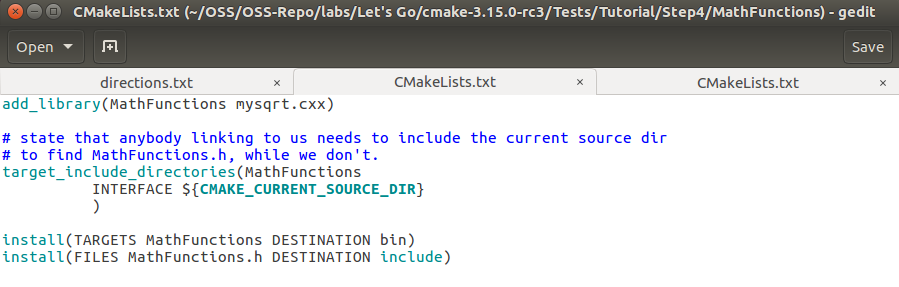 CMakeLists.txt (~/OSS/OSS-Repo/labs/Let's Go/cmake-3.15.0-rc3/Tests/Tutorial/Step4/MathFunctions) - gedit
Open Save
directions.txt × CMakeLists.txt × CMakeLists.txt ×
add_library(MathFunctions mysqrt.cxx)

# state that anybody linking to us needs to include the current source dir
# to find MathFunctions.h, while we don't.
target_include_directories(MathFunctions
          INTERFACE ${CMAKE_CURRENT_SOURCE_DIR}
          )

install(TARGETS MathFunctions DESTINATION bin)
install(FILES MathFunctions.h DESTINATION include)